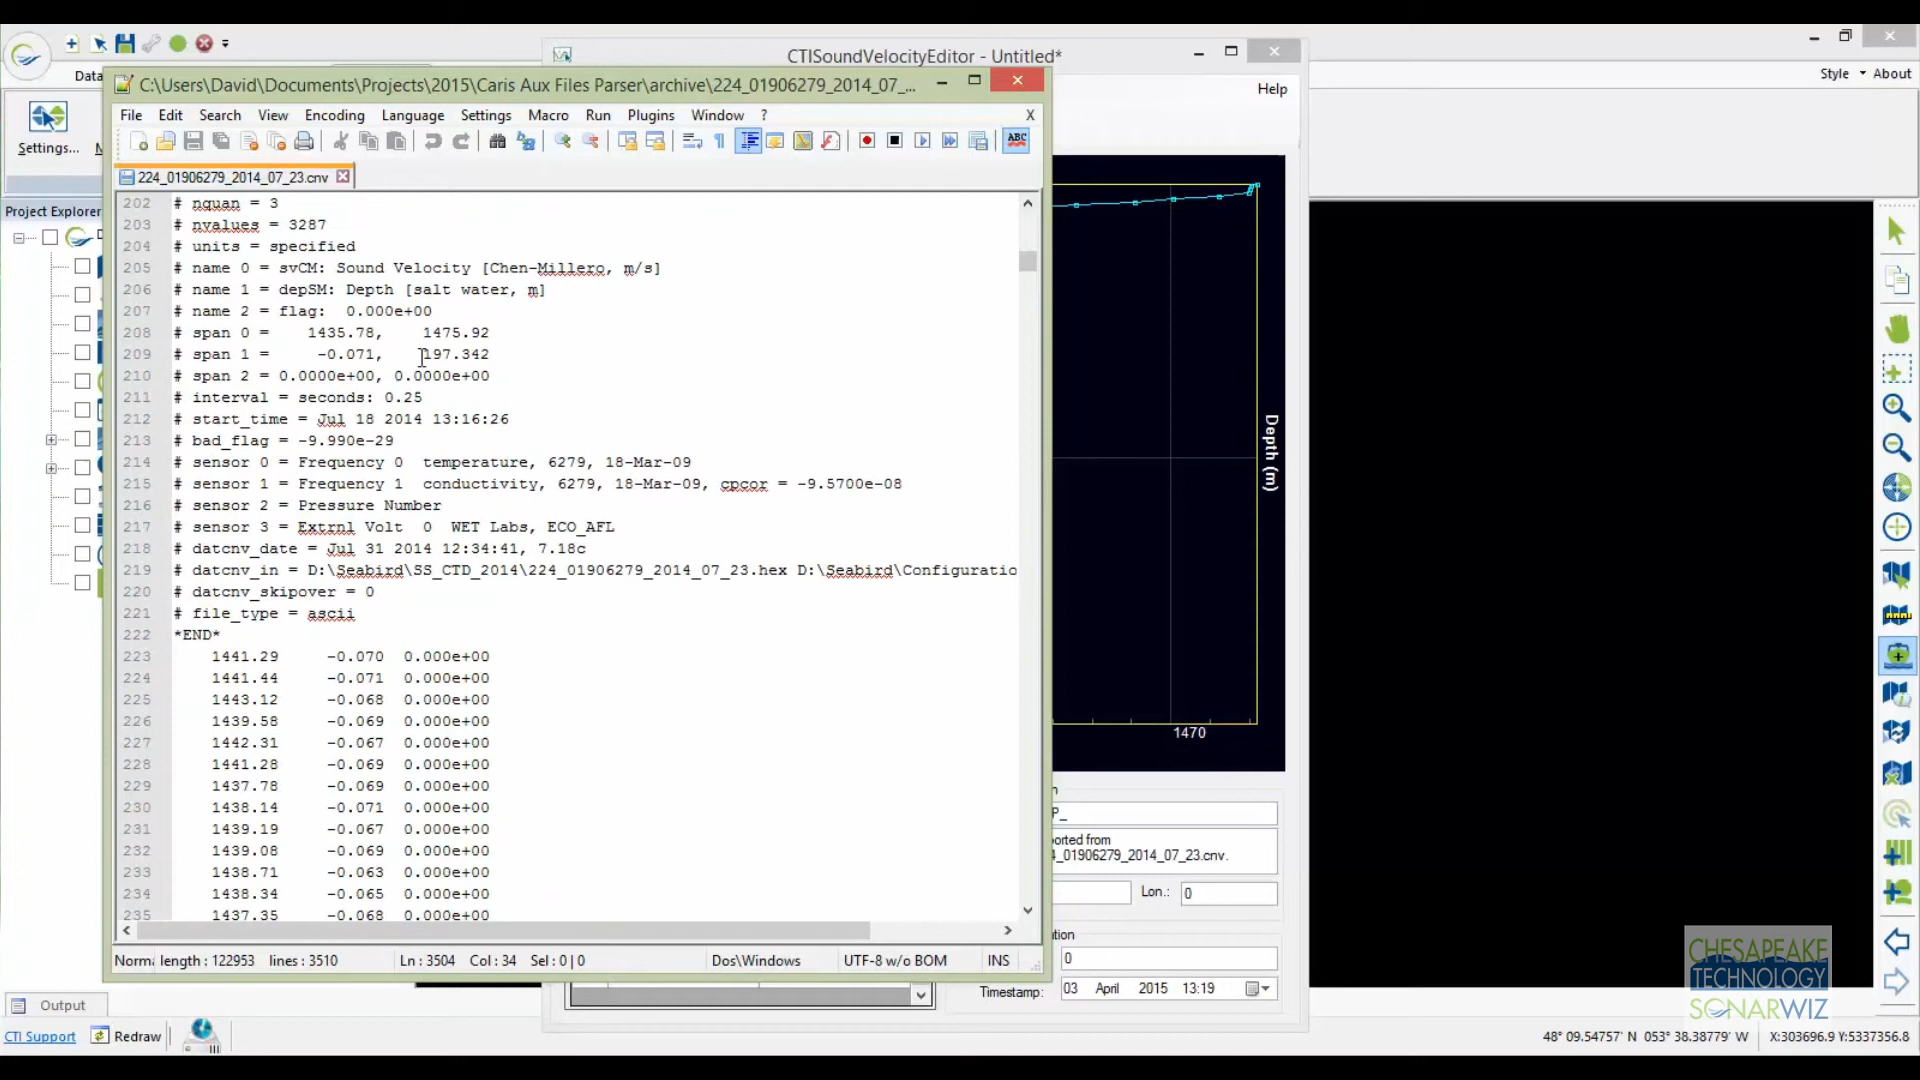 CTISoundVelocityEditor - Untitled*
Data
Style
About
Help
C:\Users\David\Documents\Projects\2015\Caris Aux Files Parser\archive\224_01906279_2014_07_...
File Edit Search View Encoding Language Settings Macro Run Plugins Window ? X
ABC
Settings...
224_01906279_2014_07_23.cnv
Project Explorer
202 # nquan = 3
203 # nvalues = 3287
204 # units = specified
205 # name 0 = svCM: Sound Velocity [Chen-Millero, m/s]
206 # name 1 = depSM: Depth [salt water, m]
207 # name 2 = flag:  0.000e+00
208 # span 0 =    1435.78,    1475.92
209 # span 1 =     -0.071,    197.342
210 # span 2 = 0.0000e+00, 0.0000e+00
211 # interval = seconds: 0.25
212 # start_time = Jul 18 2014 13:16:26
213 # bad_flag = -9.990e-29
214 # sensor 0 = Frequency 0  temperature, 6279, 18-Mar-09
215 # sensor 1 = Frequency 1  conductivity, 6279, 18-Mar-09, cpcor = -9.5700e-08
216 # sensor 2 = Pressure Number
217 # sensor 3 = Extrnl Volt  0  WET Labs, ECO_AFL
218 # datcnv_date = Jul 31 2014 12:34:41, 7.18c
219 # datcnv_in = D:\Seabird\SS_CTD_2014\224_01906279_2014_07_23.hex D:\Seabird\Configuratio
220 # datcnv_skipover = 0
221 # file_type = ascii
222 *END*
223 1441.29 -0.070 0.000e+00
224 1441.44 -0.071 0.000e+00
225 1443.12 -0.068 0.000e+00
226 1439.58 -0.069 0.000e+00
227 1442.31 -0.067 0.000e+00
228 1441.28 -0.069 0.000e+00
229 1437.78 -0.069 0.000e+00
230 1438.14 -0.071 0.000e+00
231 1439.19 -0.067 0.000e+00
232 1439.08 -0.069 0.000e+00
233 1438.71 -0.063 0.000e+00
234 1438.34 -0.065 0.000e+00
235 1437.35 -0.068 0.000e+00
Depth (m)
1470
P_
ported from
4_01906279_2014_07_23.cnv.
Lon.: 0
tion
0
Timestamp: 03 April 2015 13:19
Norma length : 122953 lines : 3510 Ln : 3504 Col : 34 Sel : 0 | 0 Dos\Windows UTF-8 w/o BOM INS
Output
CTI Support Redraw
CHESAPEAKE
TECHNOLOGY
SONARWIZ
48° 09.54757' N 053° 38.38779' W X:303696.9 Y:5337356.8